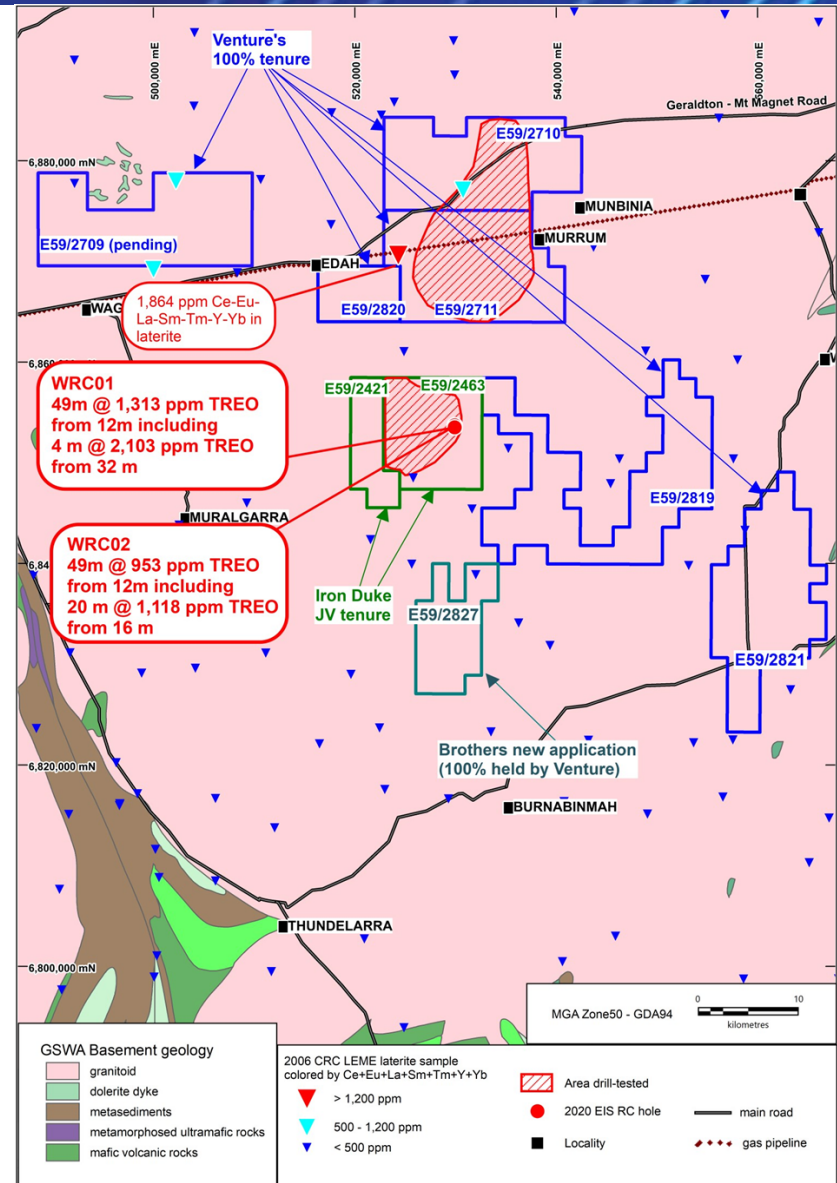 Venture's
100% tenure
500,000 mE
520,000 mE
540,000 mE
560,000 mE
Geraldton - Mt Magnet Road
E59/2710
6,880,000 mN
MUNBINIA
E59/2709 (pending)
MURRUM
EDAH
WAG
1,864 ppm Ce-Eu-
La-Sm-Tm-Y-Yb in
laterite
E59/2820
E59/2711
6,860,000 mN
W
WRC01
49m @ 1,313 ppm TREO
from 12m including
4 m @ 2,103 ppm TREO
from 32 m
E59/2421
E59/2463
E59/2819
MURALGARRA
WRC02
49m @ 953 ppm TREO
from 12m including
20 m @ 1,118 ppm TREO
from 16 m
6,84
Iron Duke
JV tenure
E59/2827
E59/2821
Brothers new application
(100% held by Venture)
6,820,000 mN
BURNABINMAH
THUNDELARRA
6,800,000 mN
MGA Zone50 - GDA94
0
10
kilometres
GSWA Basement geology
granitoid
dolerite dyke
metasediments
metamorphosed ultramafic rocks
mafic volcanic rocks
2006 CRC LEME laterite sample
colored by Ce+Eu+La+Sm+Tm+Y+Yb
> 1,200 ppm
500 - 1,200 ppm
< 500 ppm
Area drill-tested
2020 EIS RC hole
Locality
main road
gas pipeline